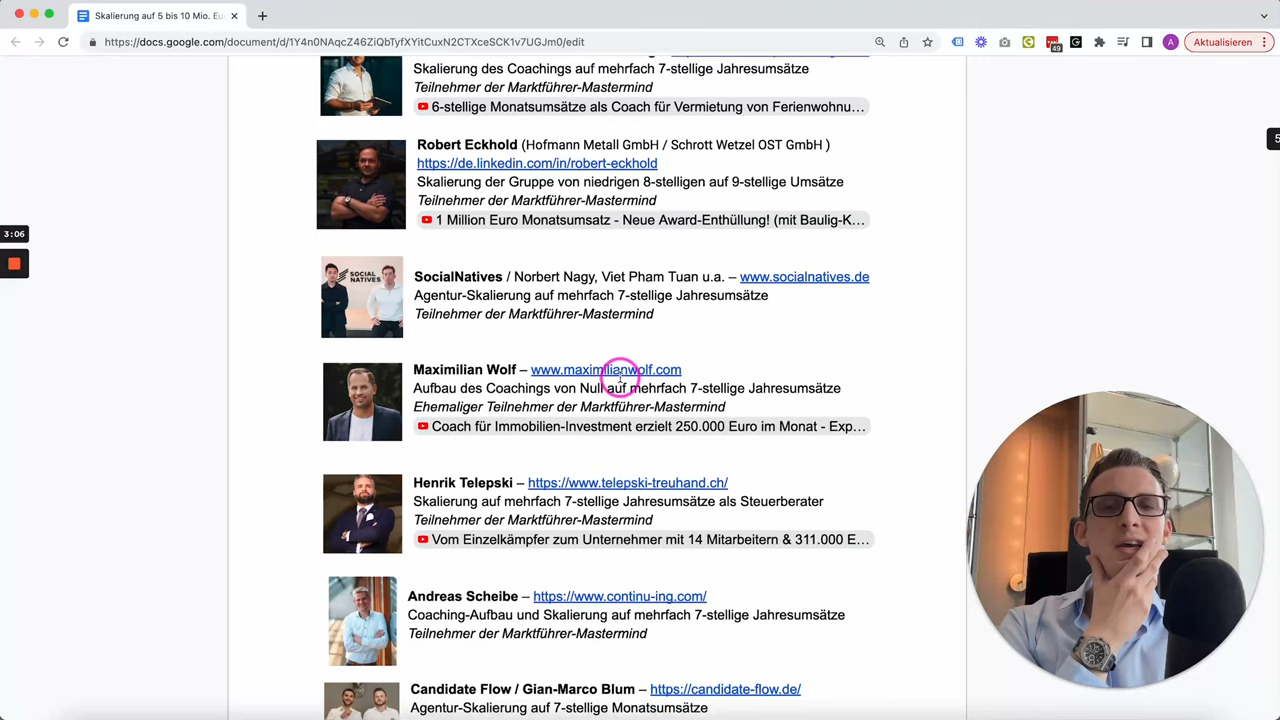 Skalierung auf 5 bis 10 Mio. Eu
https://docs.google.com/document/d/1Y4n0NAqcZ46ZiQbTyfXYitCuxN2CTXceSCK1v7UGJm0/edit
49
A
Aktualisieren
Skalierung des Coachings auf mehrfach 7-stellige Jahresumsätze
Teilnehmer der Marktführer-Mastermind
6-stellige Monatsumsätze als Coach für Vermietung von Ferienwohnu…
5
Robert Eckhold (Hofmann Metall GmbH / Schrott Wetzel OST GmbH )
https://de.linkedin.com/in/robert-eckhold
Skalierung der Gruppe von niedrigen 8-stelligen auf 9-stellige Umsätze
Teilnehmer der Marktführer-Mastermind
1 Million Euro Monatsumsatz - Neue Award-Enthüllung! (mit Baulig-K…
3:06
SOCIAL
NATIVES
SocialNatives / Norbert Nagy, Viet Pham Tuan u.a. – www.socialnatives.de
Agentur-Skalierung auf mehrfach 7-stellige Jahresumsätze
Teilnehmer der Marktführer-Mastermind
Maximilian Wolf – www.maximilianwolf.com
Aufbau des Coachings von Null auf mehrfach 7-stellige Jahresumsätze
Ehemaliger Teilnehmer der Marktführer-Mastermind
Coach für Immobilien-Investment erzielt 250.000 Euro im Monat - Exp…
Henrik Telepski – https://www.telepski-treuhand.ch/
Skalierung auf mehrfach 7-stellige Jahresumsätze als Steuerberater
Teilnehmer der Marktführer-Mastermind
Vom Einzelkämpfer zum Unternehmer mit 14 Mitarbeitern & 311.000 E…
Andreas Scheibe – https://www.continu-ing.com/
Coaching-Aufbau und Skalierung auf mehrfach 7-stellige Jahresumsätze
Teilnehmer der Marktführer-Mastermind
Candidate Flow / Gian-Marco Blum – https://candidate-flow.de/
Agentur-Skalierung auf 7-stellige Monatsumsätze